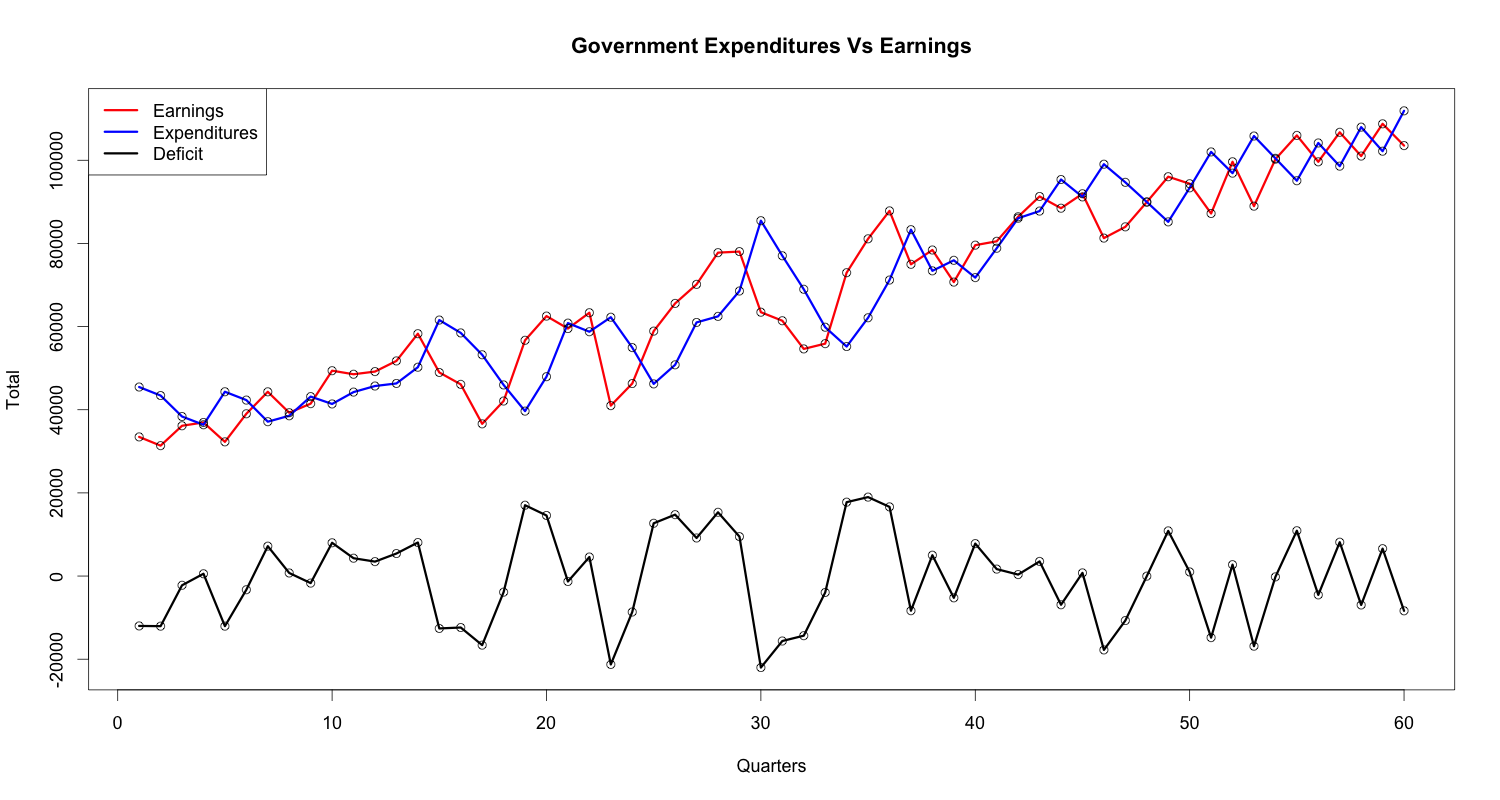 Government Expenditures Vs Earnings
Earnings
Expenditures
Deficit
Total
100000
80000
60000
40000
20000
0
-20000
0 10 20 30 40 50 60
Quarters